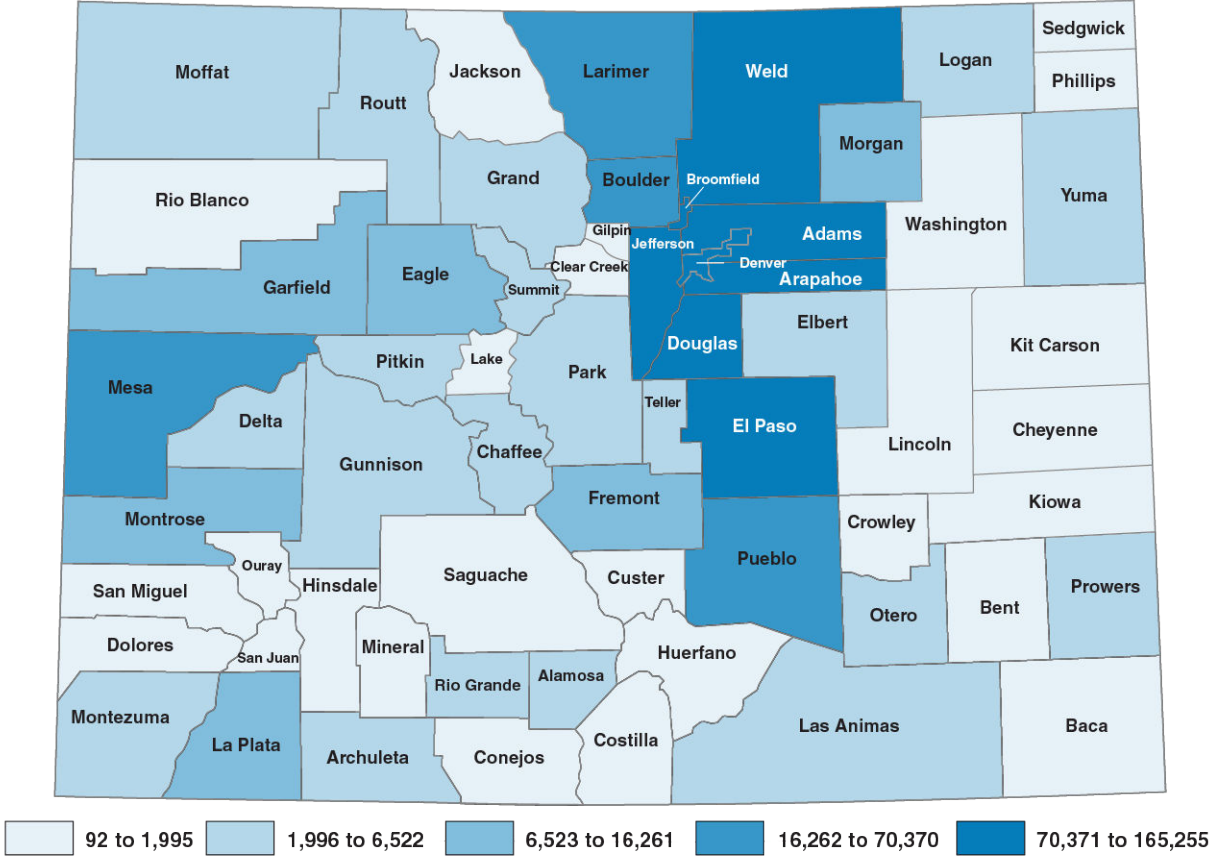 Sedgwick
Logan
Moffat
Jackson
Larimer
Weld
Phillips
Routt
Morgan
Grand
Boulder
Broomfield
Rio Blanco
Yuma
Washington
Gilpin
Jefferson
Adams
Clear Creek
Denver
Eagle
Arapahoe
Garfield
Summit
Elbert
Douglas
Kit Carson
Lake
Pitkin
Park
Mesa
Teller
Delta
El Paso
Cheyenne
Lincoln
Chaffee
Gunnison
Fremont
Kiowa
Montrose
Crowley
Pueblo
Ouray
Saguache
Custer
Hinsdale
Prowers
San Miguel
Bent
Otero
Dolores
Mineral
Huerfano
San Juan
Alamosa
Rio Grande
Montezuma
Las Animas
Baca
Costilla
La Plata
Archuleta
Conejos
92 to 1,995
1,996 to 6,522
6,523 to 16,261
16,262 to 70,370
70,371 to 165,255